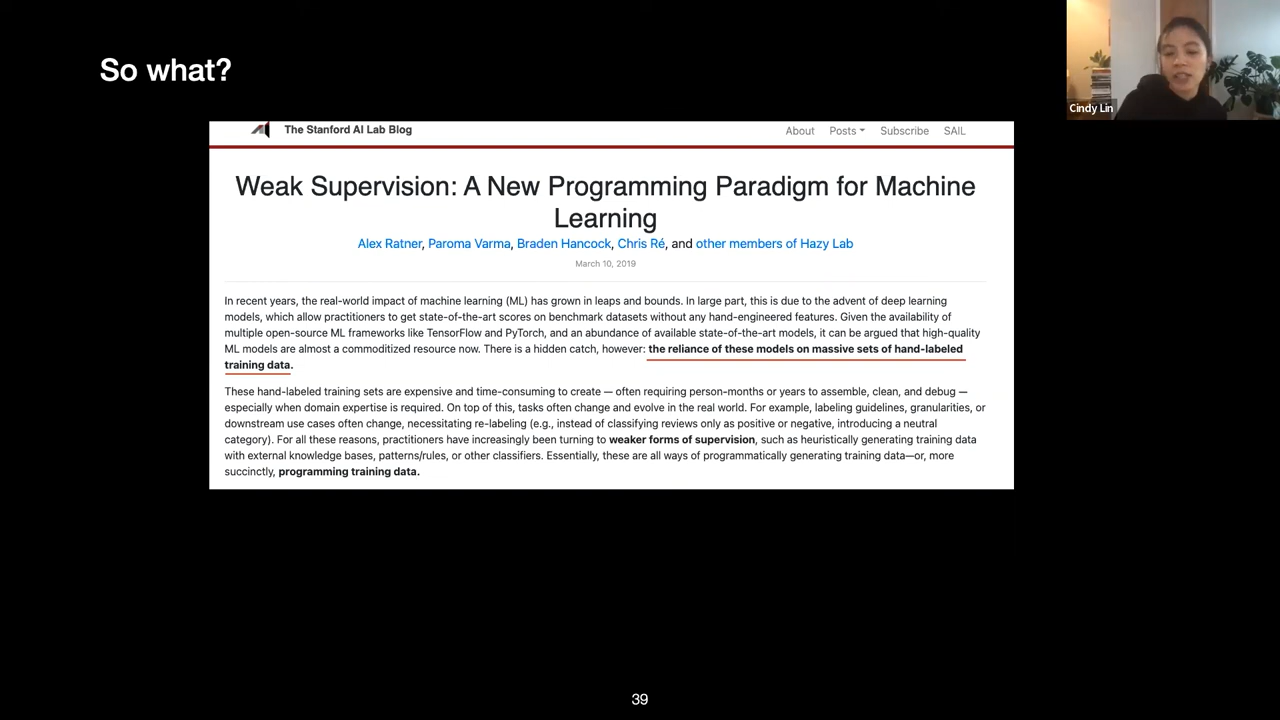 So what?
Cindy Lin
The Stanford AI Lab Blog
About Posts Subscribe SAIL
Weak Supervision: A New Programming Paradigm for Machine
Learning
Alex Ratner, Paroma Varma, Braden Hancock, Chris Ré, and other members of Hazy Lab
March 10, 2019
In recent years, the real-world impact of machine learning (ML) has grown in leaps and bounds. In large part, this is due to the advent of deep learning
models, which allow practitioners to get state-of-the-art scores on benchmark datasets without any hand-engineered features. Given the availability of
multiple open-source ML frameworks like TensorFlow and PyTorch, and an abundance of available state-of-the-art models, it can be argued that high-quality
ML models are almost a commoditized resource now. There is a hidden catch, however: the reliance of these models on massive sets of hand-labeled
training data.
These hand-labeled training sets are expensive and time-consuming to create — often requiring person-months or years to assemble, clean, and debug —
especially when domain expertise is required. On top of this, tasks often change and evolve in the real world. For example, labeling guidelines, granularities, or
downstream use cases often change, necessitating re-labeling (e.g., instead of classifying reviews only as positive or negative, introducing a neutral
category). For all these reasons, practitioners have increasingly been turning to weaker forms of supervision, such as heuristically generating training data
with external knowledge bases, patterns/rules, or other classifiers. Essentially, these are all ways of programmatically generating training data—or, more
succinctly, programming training data.
39